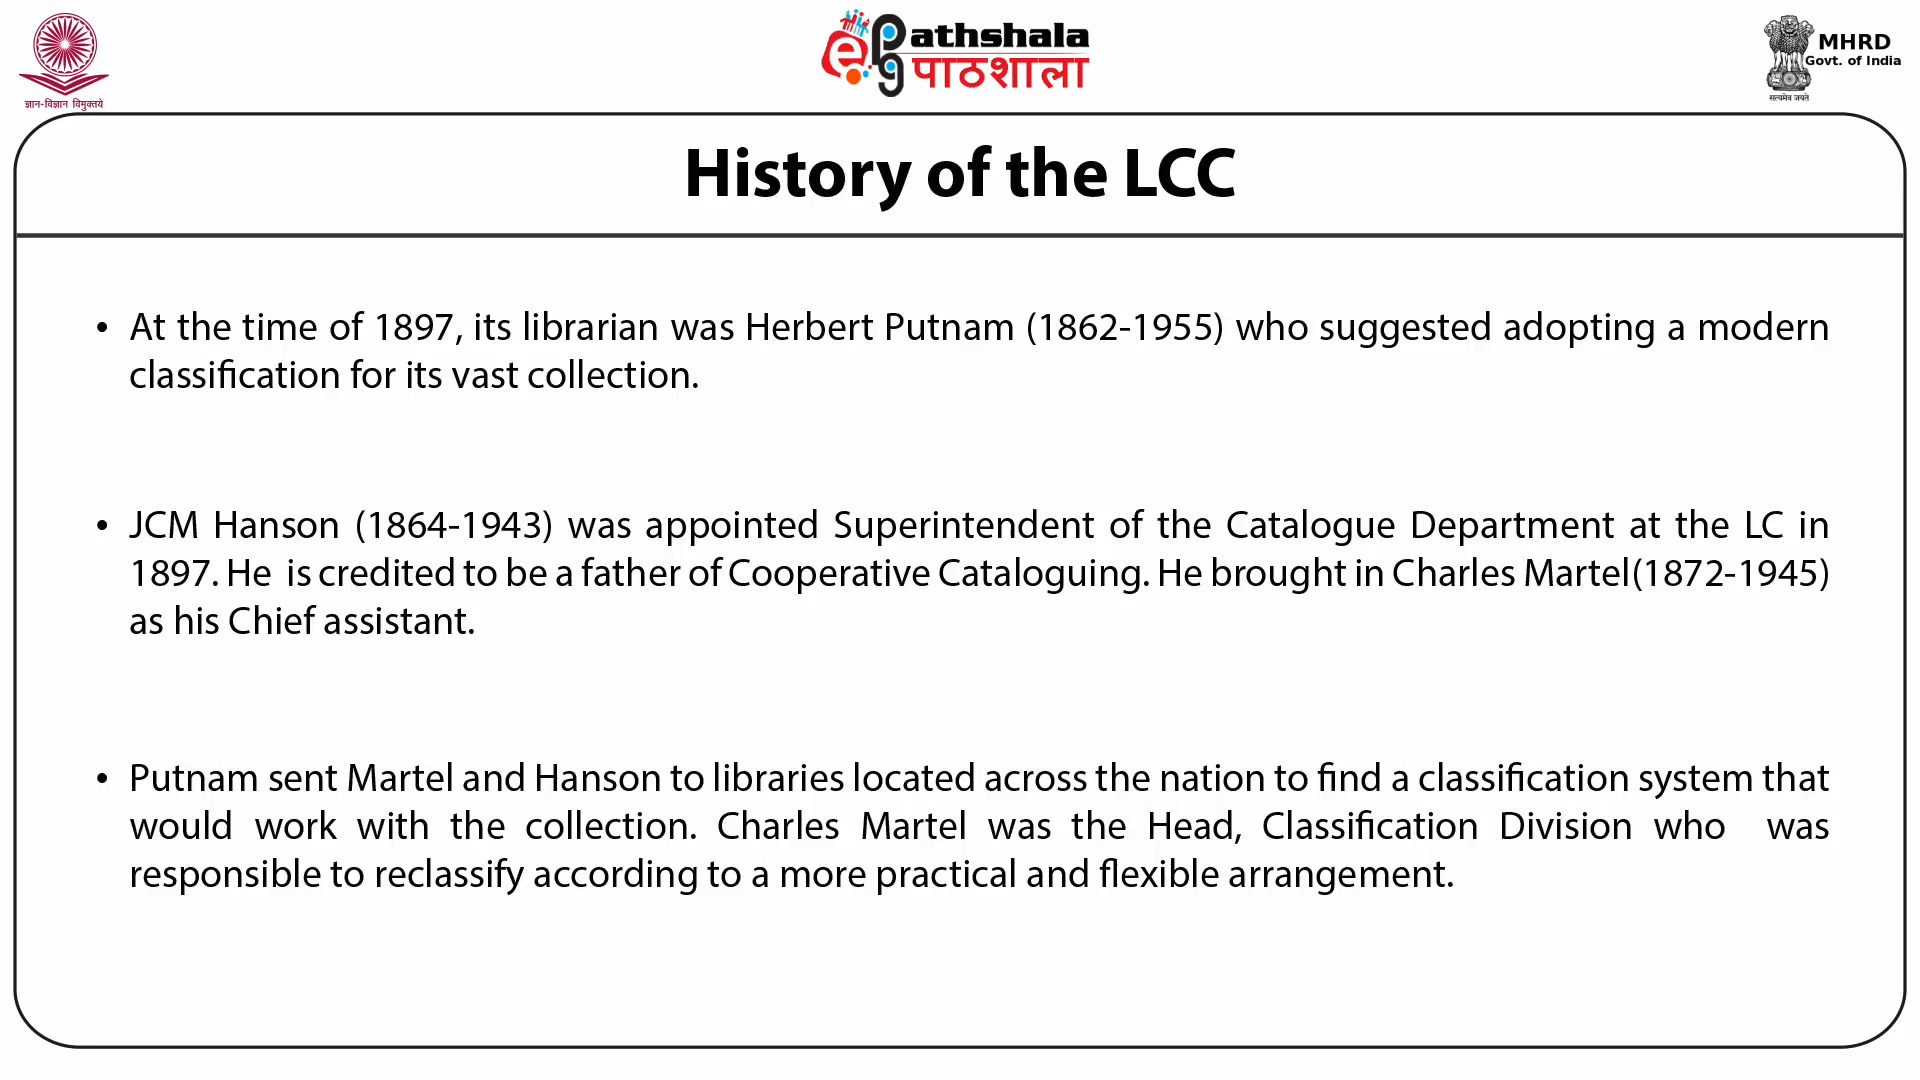 ज्ञान-विज्ञान विमुक्तये
e Pg
athshala
पाठशाला
MHRD
Govt. of India
सत्यमेव जयते
History of the LCC
• At the time of 1897, its librarian was Herbert Putnam (1862-1955) who suggested adopting a modern
classification for its vast collection.
• JCM Hanson (1864-1943) was appointed Superintendent of the Catalogue Department at the LC in
1897. He is credited to be a father of Cooperative Cataloguing. He brought in Charles Martel(1872-1945)
as his Chief assistant.
• Putnam sent Martel and Hanson to libraries located across the nation to find a classification system that
would work with the collection. Charles Martel was the Head, Classification Division who was
responsible to reclassify according to a more practical and flexible arrangement.